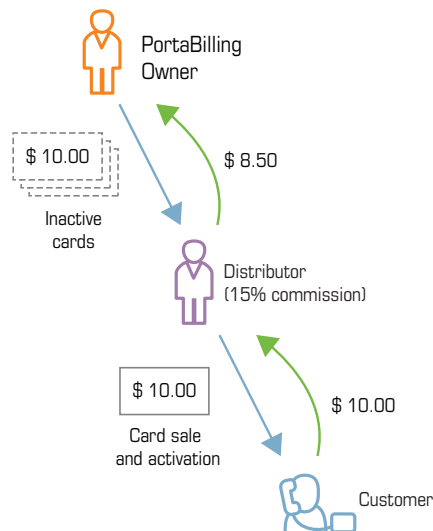 PortaBilling
Owner
$ 10.00
$ 8.50
Inactive
cards
Distributor
(15% commission)
$ 10.00
$ 10.00
Card sale
and activation
Customer